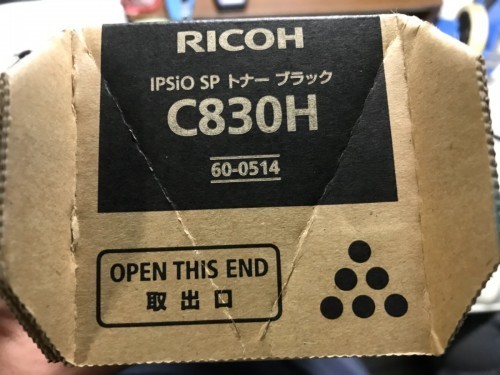 RICOH
IPSiO SP トナー ブラック
C830H
60-0514
OPEN THIS END
取出口